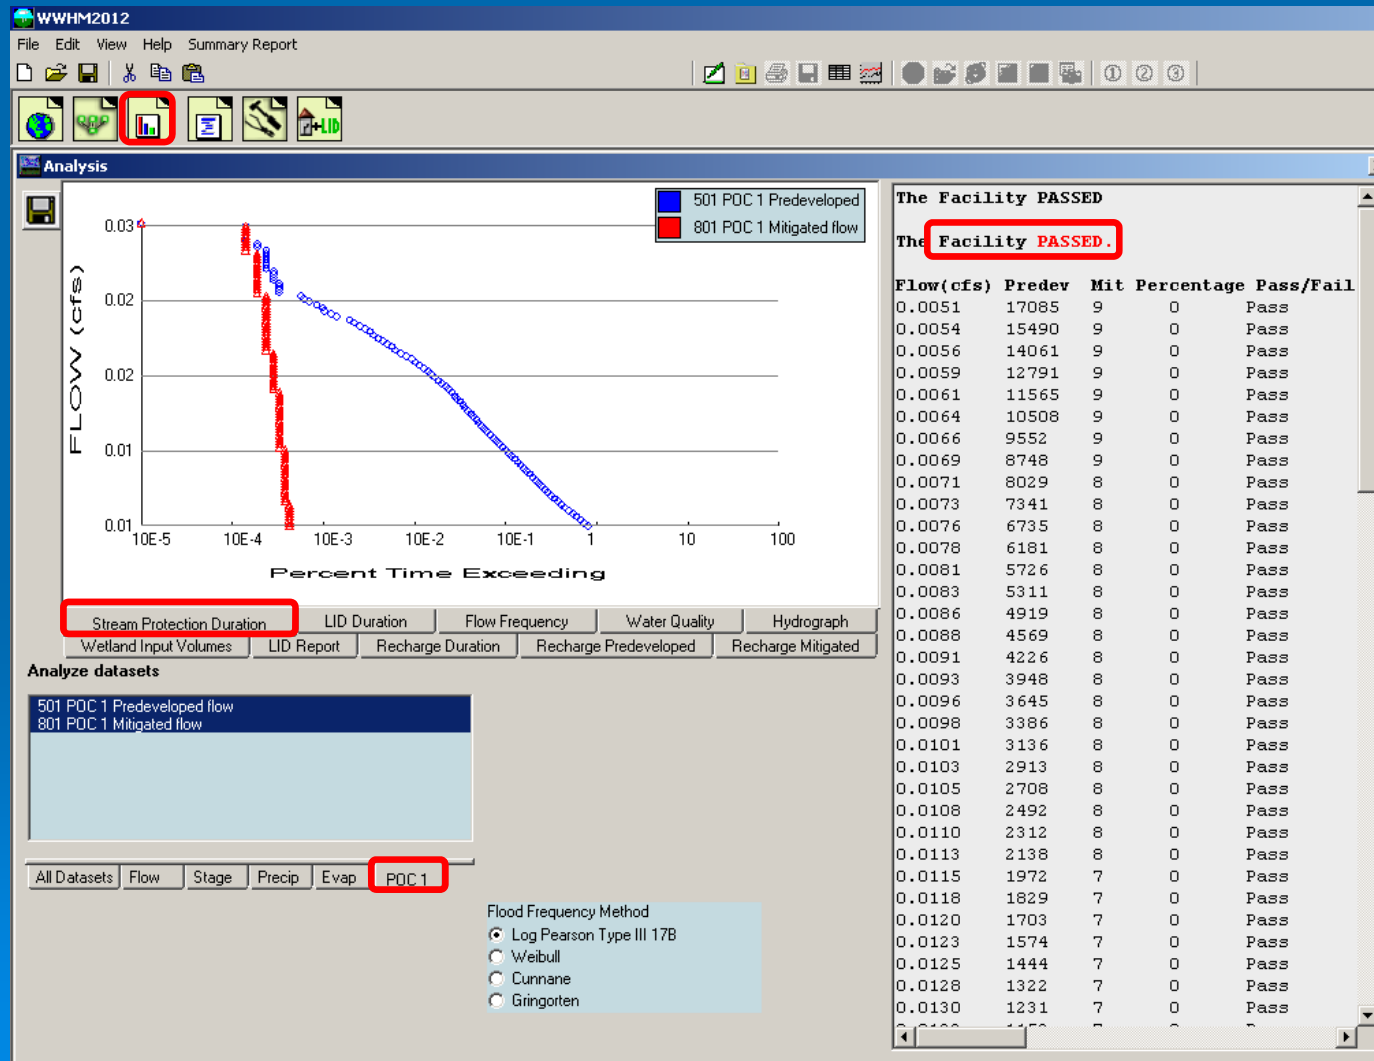 WWHM2012
File Edit View Help Summary Report
① ② ③
+LID
Analysis
501 POC 1 Predeveloped
801 POC 1 Mitigated flow
FLOW (cfs)
0.03
0.02
0.02
0.01
0.01
10E-5 10E-4 10E-3 10E-2 10E-1 1 10 100
Percent Time Exceeding
Stream Protection Duration LID Duration Flow Frequency Water Quality Hydrograph
Wetland Input Volumes LID Report Recharge Duration Recharge Predeveloped Recharge Mitigated
Analyze datasets
501 POC 1 Predeveloped flow
801 POC 1 Mitigated flow
All Datasets Flow Stage Precip Evap POC 1
Flood Frequency Method
Log Pearson Type III 17B
Weibull
Cunnane
Gringorten
The Facility PASSED
The Facility PASSED.
Flow(cfs) Predev Mit Percentage Pass/Fail
0.0051 17085 9 0 Pass
0.0054 15490 9 0 Pass
0.0056 14061 9 0 Pass
0.0059 12791 9 0 Pass
0.0061 11565 9 0 Pass
0.0064 10508 9 0 Pass
0.0066 9552 9 0 Pass
0.0069 8748 9 0 Pass
0.0071 8029 8 0 Pass
0.0073 7341 8 0 Pass
0.0076 6735 8 0 Pass
0.0078 6181 8 0 Pass
0.0081 5726 8 0 Pass
0.0083 5311 8 0 Pass
0.0086 4919 8 0 Pass
0.0088 4569 8 0 Pass
0.0091 4226 8 0 Pass
0.0093 3948 8 0 Pass
0.0096 3645 8 0 Pass
0.0098 3386 8 0 Pass
0.0101 3136 8 0 Pass
0.0103 2913 8 0 Pass
0.0105 2708 8 0 Pass
0.0108 2492 8 0 Pass
0.0110 2312 8 0 Pass
0.0113 2138 8 0 Pass
0.0115 1972 7 0 Pass
0.0118 1829 7 0 Pass
0.0120 1703 7 0 Pass
0.0123 1574 7 0 Pass
0.0125 1444 7 0 Pass
0.0128 1322 7 0 Pass
0.0130 1231 7 0 Pass